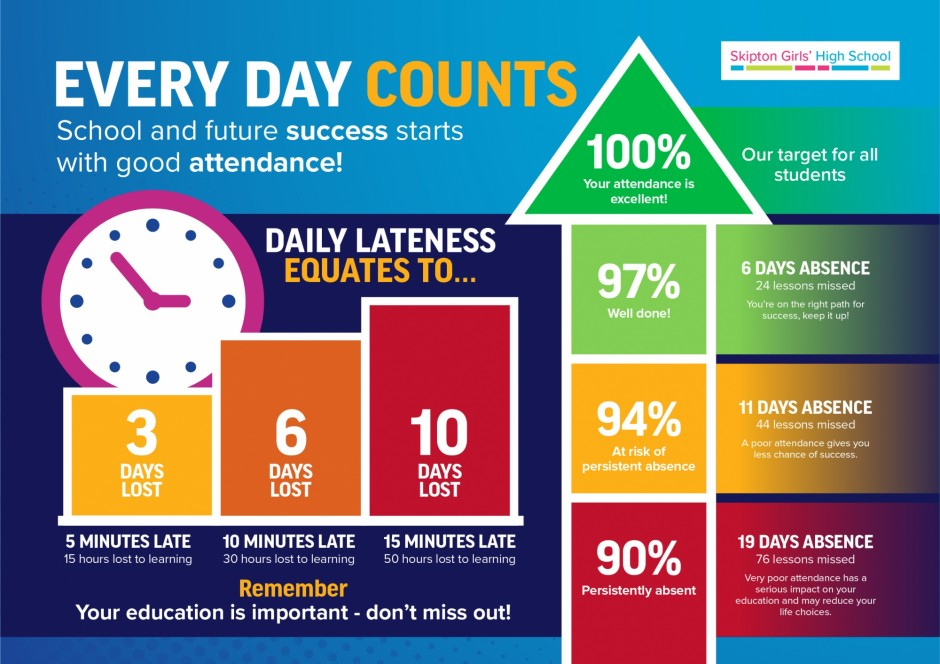 EVERY DAY COUNTS
School and future success starts
with good attendance!
Skipton Girls' High School
100%
Your attendance is
excellent!
Our target for all
students
DAILY LATENESS
EQUATES TO...
3
DAYS
LOST
6
DAYS
LOST
10
DAYS
LOST
5 MINUTES LATE
15 hours lost to learning
10 MINUTES LATE
30 hours lost to learning
15 MINUTES LATE
50 hours lost to learning
Remember
Your education is important - don't miss out!
97%
Well done!
6 DAYS ABSENCE
24 lessons missed
You're on the right path for
success, keep it up!
94%
At risk of
persistent absence
11 DAYS ABSENCE
44 lessons missed
A poor attendance gives you
less chance of success.
90%
Persistently absent
19 DAYS ABSENCE
76 lessons missed
Very poor attendance has a
serious impact on your
education and may reduce your
life choices.